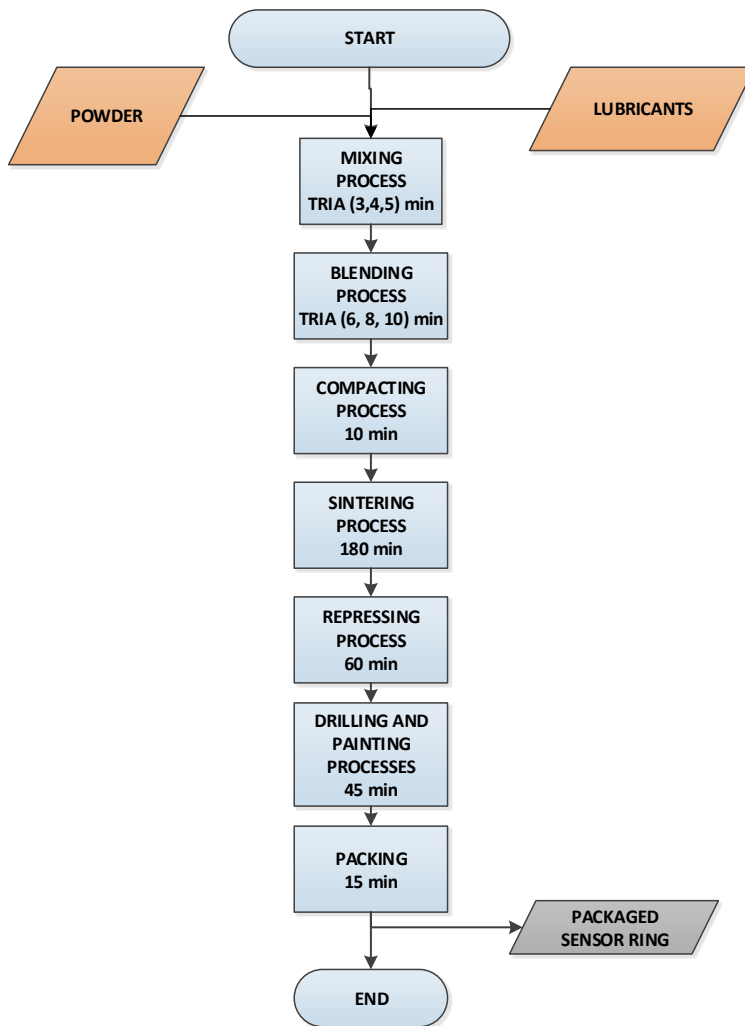 START
POWDER
LUBRICANTS
MIXING
PROCESS
TRIA (3,4,5) min
BLENDING
PROCESS
TRIA (6, 8, 10) min
COMPACTING
PROCESS
10 min
SINTERING
PROCESS
180 min
REPRESSING
PROCESS
60 min
DRILLING AND
PAINTING
PROCESSES
45 min
PACKING
15 min
PACKAGED
SENSOR RING
END